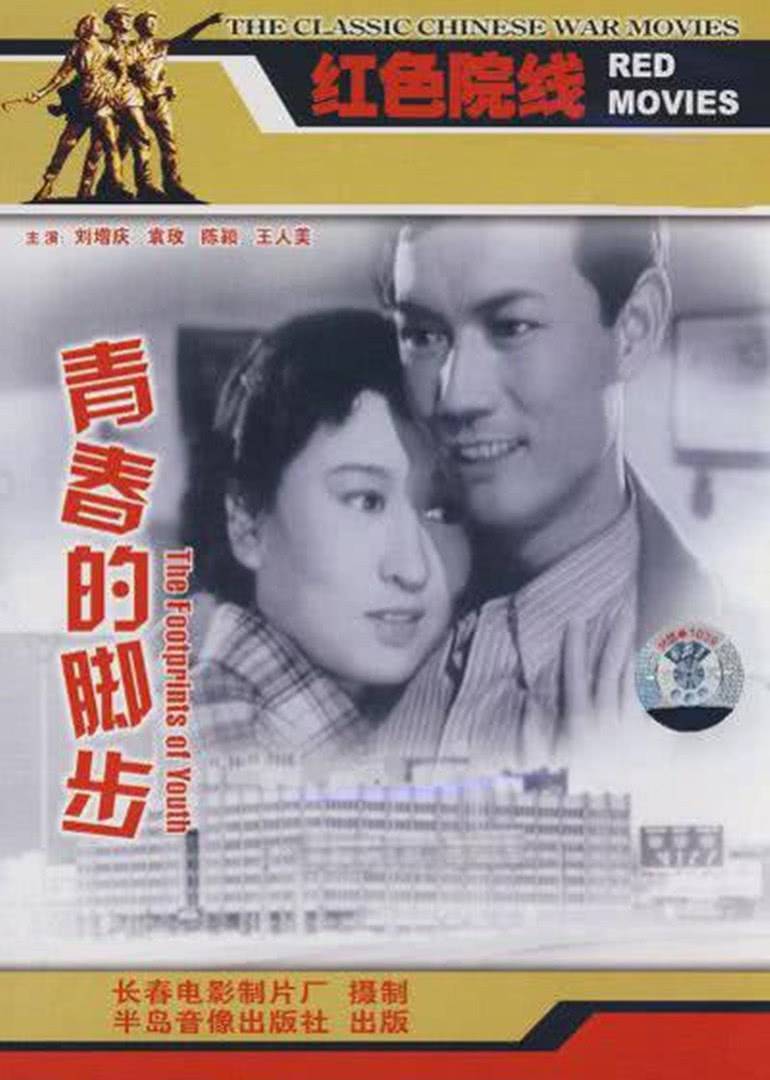 THE CLASSIC CHINESE WAR MOVIES
红色院线
RED
MOVIES
主演: 刘增庆 袁玫 陈颖 王人美
青春的脚步
The Footprints of Youth
长春电影制片厂 摄制
半岛音像出版社 出版